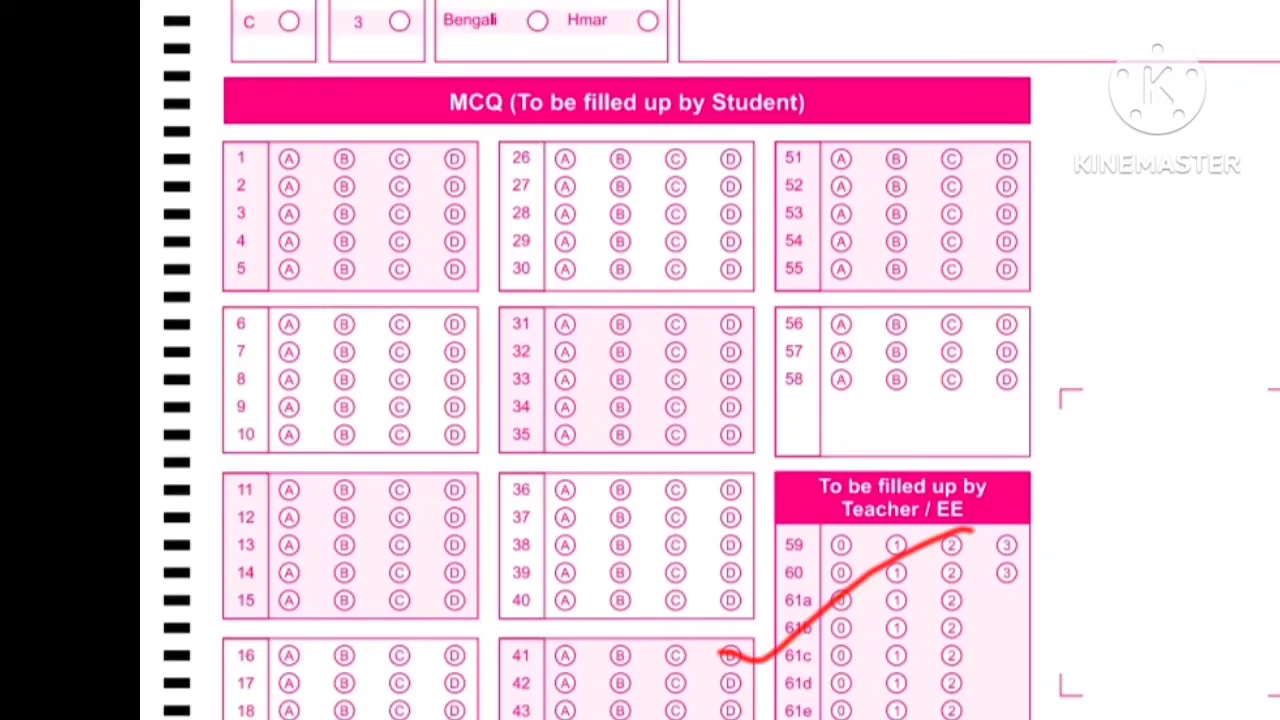 C 3 Bengali Hmar
MCQ (To be filled up by Student)
1 A B C D 26 A B C D 51 A B C D
2 A B C D 27 A B C D 52 A B C D
3 A B C D 28 A B C D 53 A B C D
4 A B C D 29 A B C D 54 A B C D
5 A B C D 30 A B C D 55 A B C D
6 A B C D 31 A B C D 56 A B C D
7 A B C D 32 A B C D 57 A B C D
8 A B C D 33 A B C D 58 A B C D
9 A B C D 34 A B C D
10 A B C D 35 A B C D
11 A B C D 36 A B C D To be filled up by
12 A B C D 37 A B C D Teacher / EE
13 A B C D 38 A B C D 59 0 1 2 3
14 A B C D 39 A B C D 60 0 1 2 3
15 A B C D 40 A B C D 61a 0 1 2
61b 0 1 2
16 A B C D 41 A B C D 61c 0 1 2
17 A B C D 42 A B C D 61d 0 1 2
18 A B C D 43 A B C D 61e 0 1 2
K
KINEMASTER